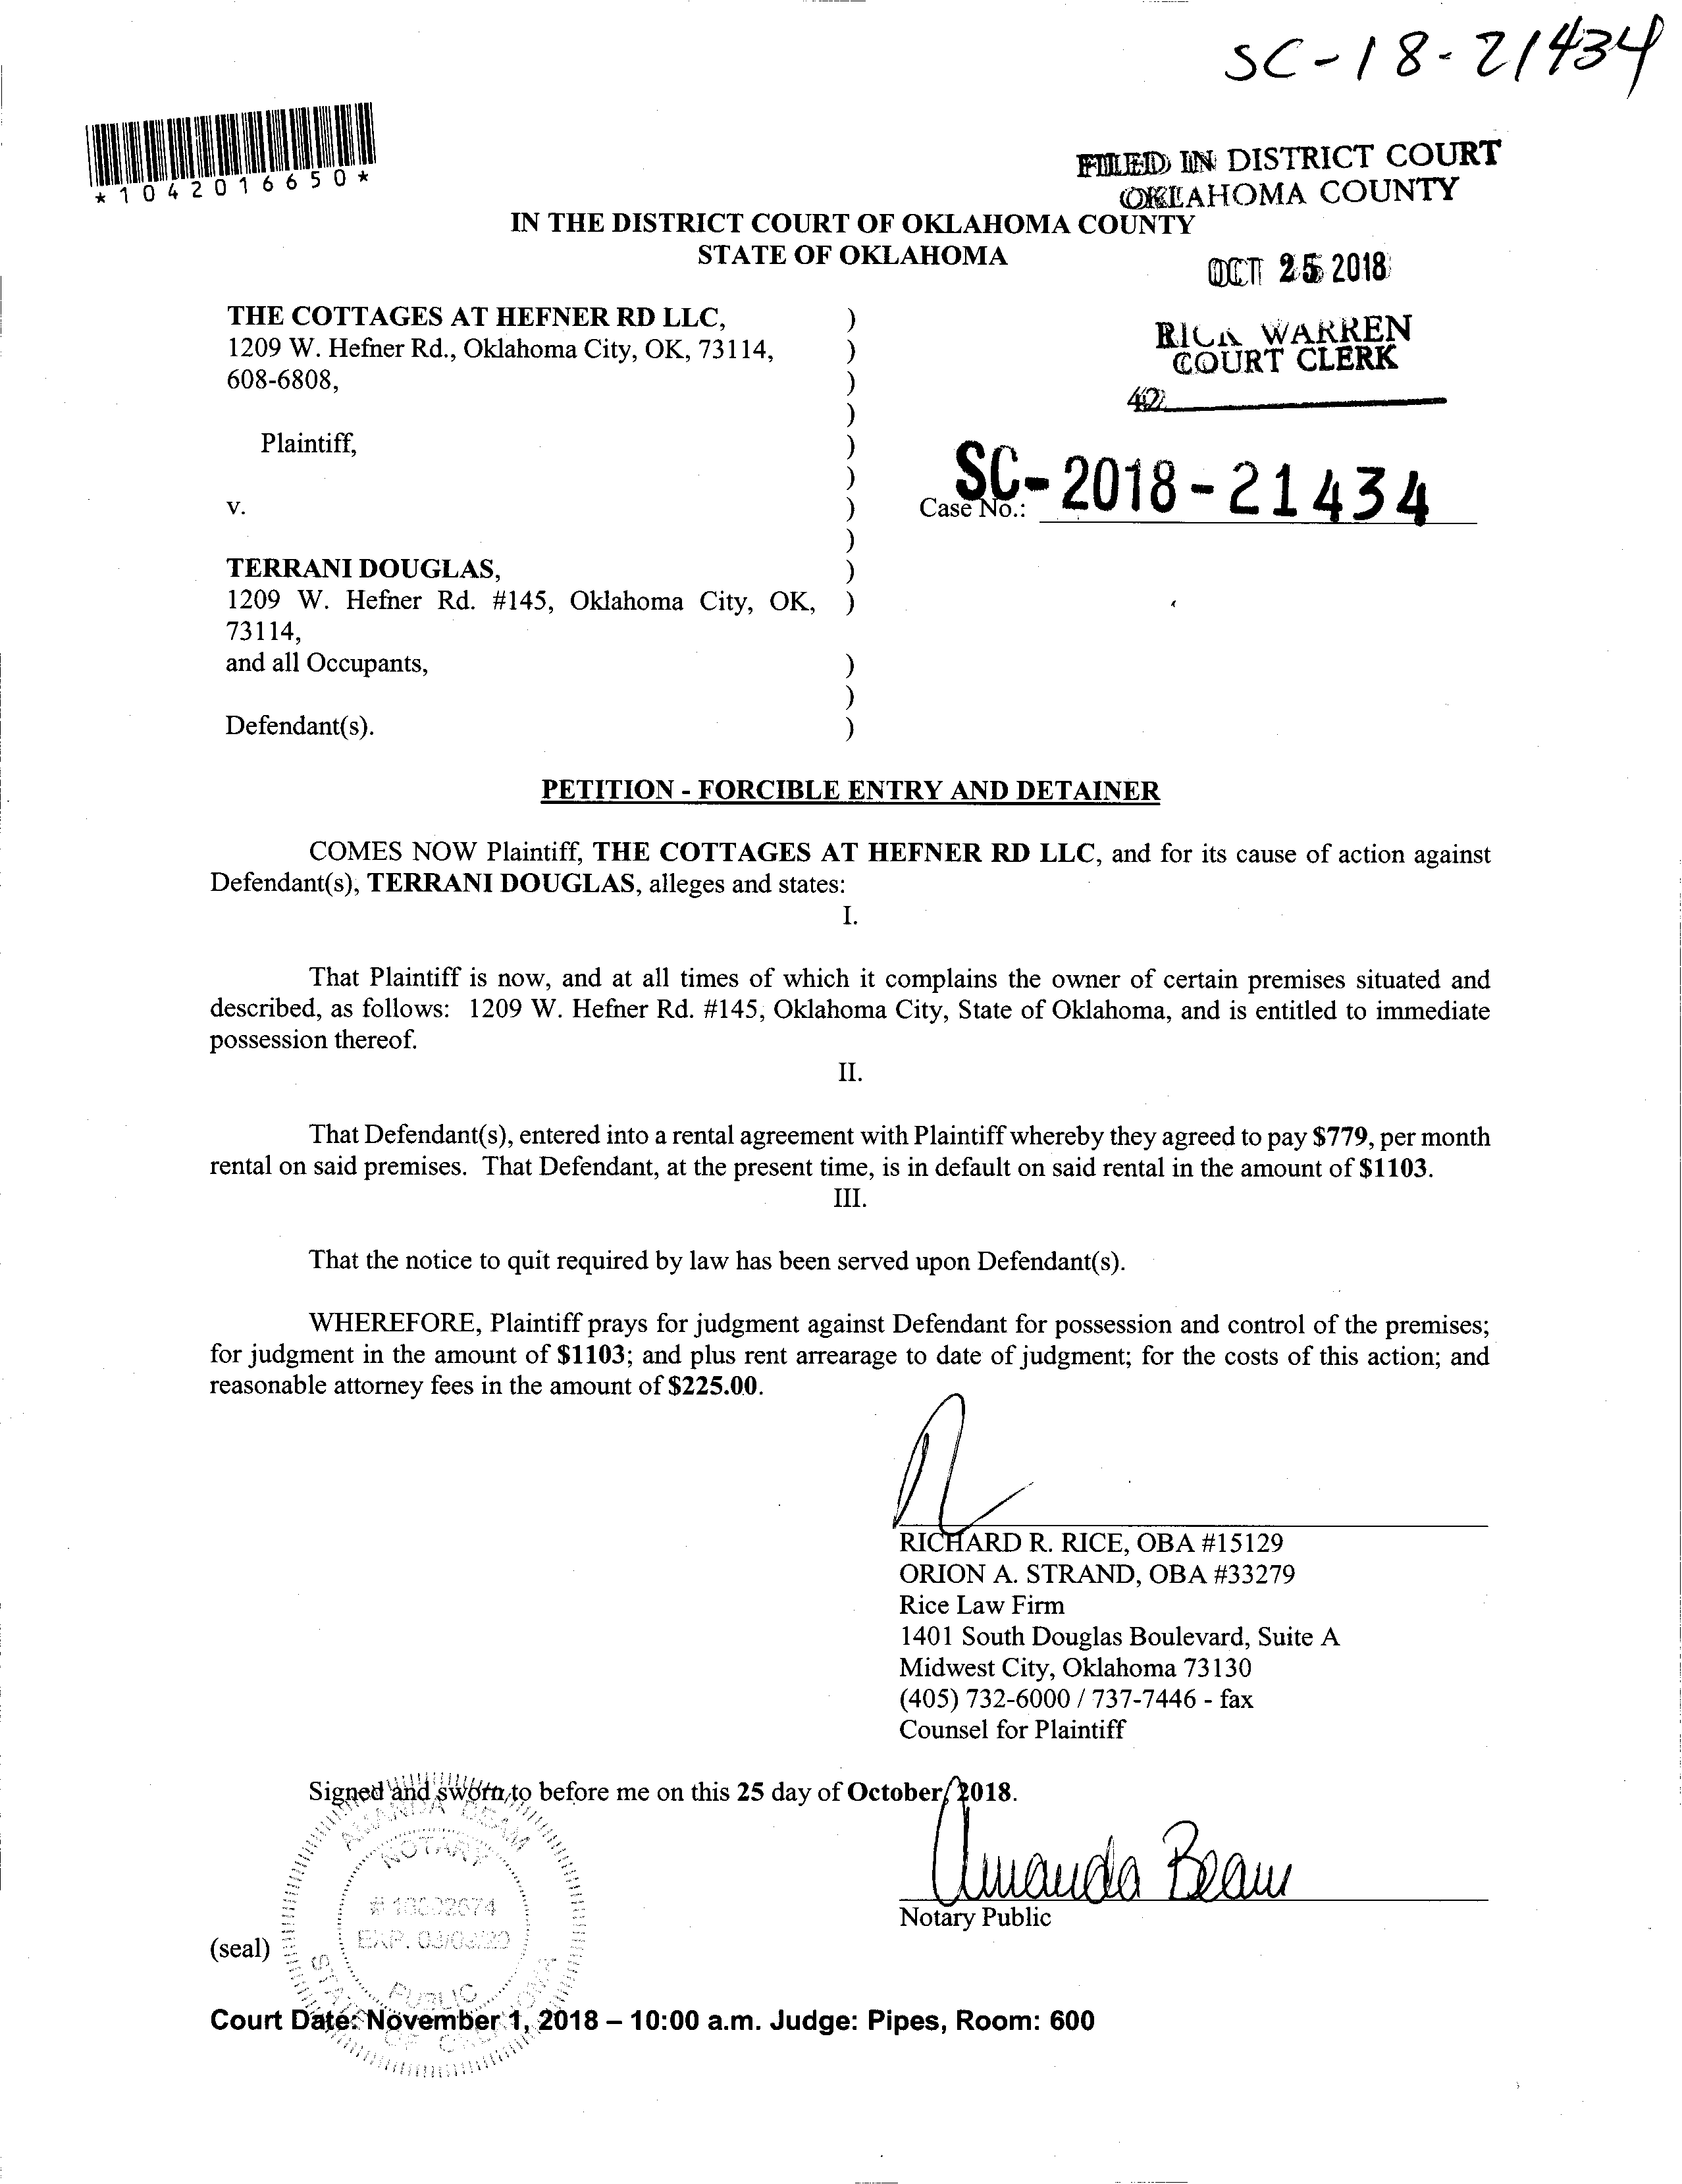 SC-18-21434
*1042016650*
FILED IN DISTRICT COURT
OKLAHOMA COUNTY
IN THE DISTRICT COURT OF OKLAHOMA COUNTY
STATE OF OKLAHOMA
OCT 25 2018
THE COTTAGES AT HEFNER RD LLC, )
1209 W. Hefner Rd., Oklahoma City, OK, 73114, )
608-6808, )
)
RICK WARREN
COURT CLERK
42
Plaintiff, )
)
v. )
)
Case No.: SC-2018-21434
TERRANI DOUGLAS, )
1209 W. Hefner Rd. #145, Oklahoma City, OK, )
73114,
and all Occupants, )
)
Defendant(s). )
PETITION - FORCIBLE ENTRY AND DETAINER
COMES NOW Plaintiff, THE COTTAGES AT HEFNER RD LLC, and for its cause of action against
Defendant(s), TERRANI DOUGLAS, alleges and states:
I.
That Plaintiff is now, and at all times of which it complains the owner of certain premises situated and
described, as follows: 1209 W. Hefner Rd. #145, Oklahoma City, State of Oklahoma, and is entitled to immediate
possession thereof.
II.
That Defendant(s), entered into a rental agreement with Plaintiff whereby they agreed to pay $779, per month
rental on said premises. That Defendant, at the present time, is in default on said rental in the amount of $1103.
III.
That the notice to quit required by law has been served upon Defendant(s).
WHEREFORE, Plaintiff prays for judgment against Defendant for possession and control of the premises;
for judgment in the amount of $1103; and plus rent arrearage to date of judgment; for the costs of this action; and
reasonable attorney fees in the amount of $225.00.
RICHARD R. RICE, OBA #15129
ORION A. STRAND, OBA #33279
Rice Law Firm
1401 South Douglas Boulevard, Suite A
Midwest City, Oklahoma 73130
(405) 732-6000 / 737-7446 - fax
Counsel for Plaintiff
Signed and sworn to before me on this 25 day of October, 2018.
AMANDA BEAM
NOTARY
PUBLIC
STATE OF OKLAHOMA
Amanda Beam
Notary Public
(seal)
Court Date: November 1, 2018 – 10:00 a.m. Judge: Pipes, Room: 600